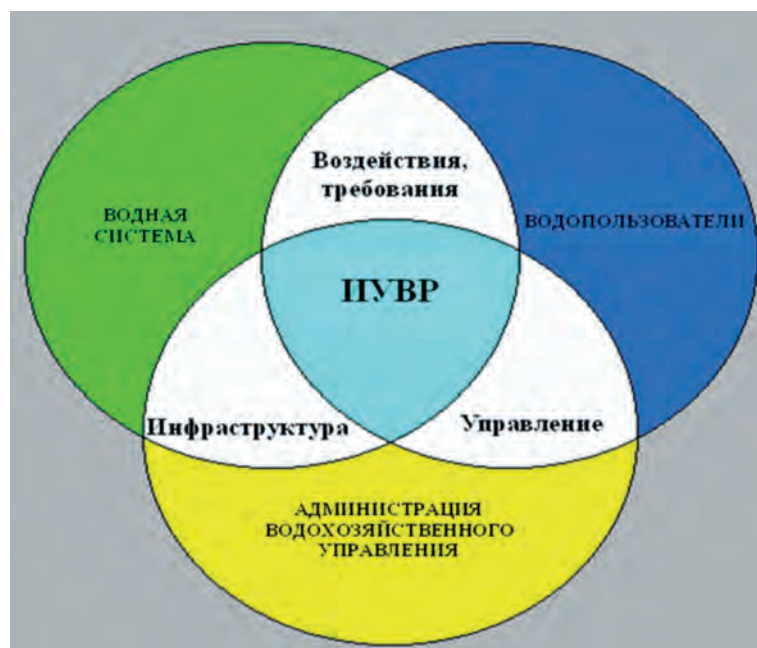 Воздействия,
требования
ВОДНАЯ
СИСТЕМА
ВОДОПОЛЬЗОВАТЕЛИ
ИУВР
Инфраструктура
Управление
АДМИНИСТРАЦИЯ
ВОДОХОЗЯЙСТВЕННОГО
УПРАВЛЕНИЯ